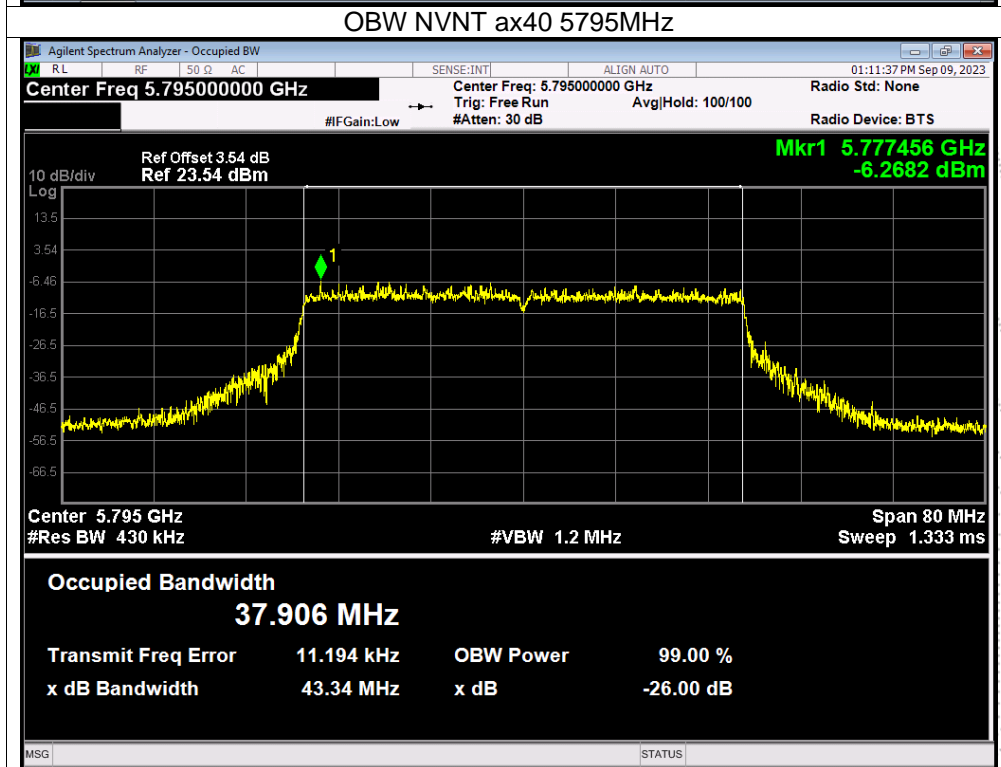 OBW NVNT ax40 5795MHz
Agilent Spectrum Analyzer - Occupied BW
LXI RL RF 50 Ω AC SENSE:INT ALIGN AUTO 01:11:37 PM Sep 09, 2023
Center Freq 5.795000000 GHz Center Freq: 5.795000000 GHz Radio Std: None
Trig: Free Run Avg|Hold: 100/100
#IFGain:Low #Atten: 30 dB Radio Device: BTS
Mkr1 5.777456 GHz
-6.2682 dBm
Ref Offset 3.54 dB
10 dB/div Ref 23.54 dBm
Log
13.5
3.54
1
-6.46
-16.5
-26.5
-36.5
-46.5
-56.5
-66.5
Center 5.795 GHz Span 80 MHz
#Res BW 430 kHz #VBW 1.2 MHz Sweep 1.333 ms
Occupied Bandwidth
37.906 MHz
Transmit Freq Error 11.194 kHz OBW Power 99.00 %
x dB Bandwidth 43.34 MHz x dB -26.00 dB
MSG STATUS